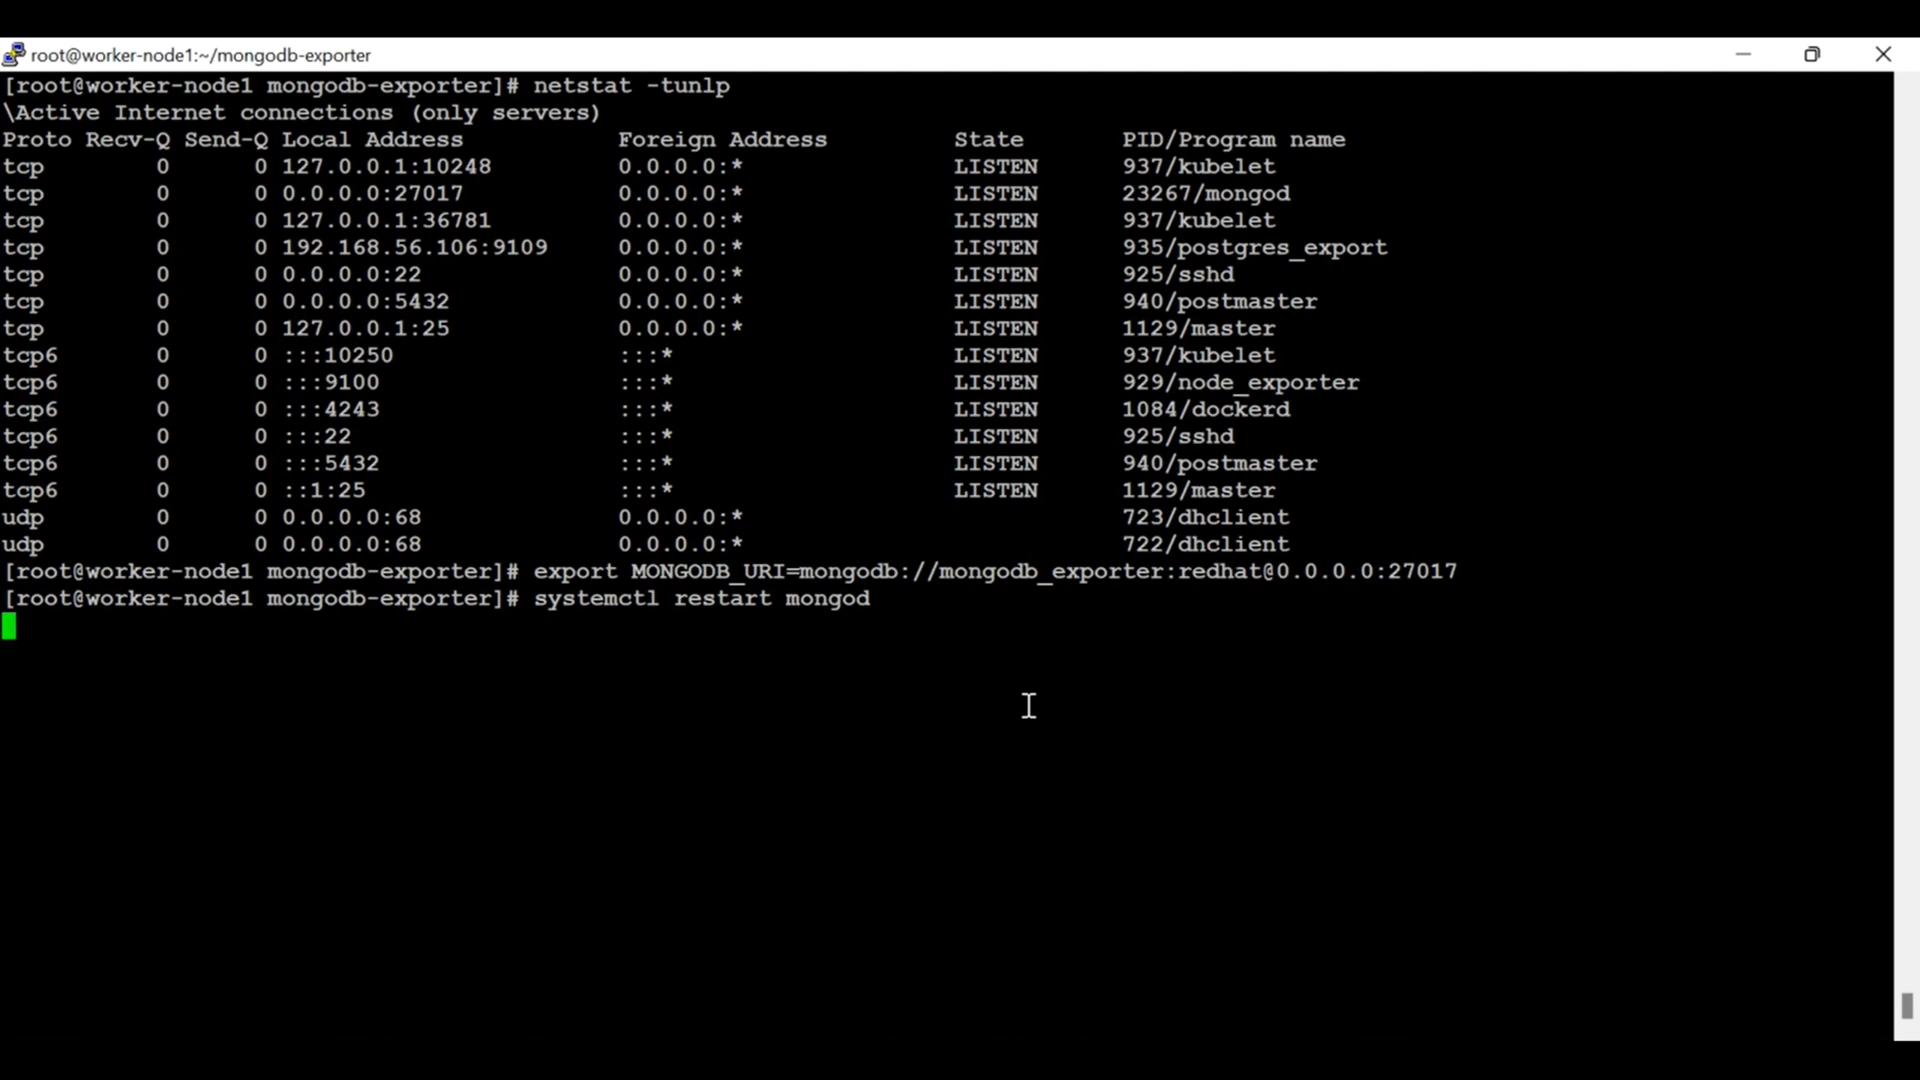 root@worker-node1:~/mongodb-exporter
[root@worker-node1 mongodb-exporter]# netstat -tunlp
\Active Internet connections (only servers)
Proto Recv-Q Send-Q Local Address           Foreign Address         State       PID/Program name
tcp        0      0 127.0.0.1:10248         0.0.0.0:*               LISTEN      937/kubelet
tcp        0      0 0.0.0.0:27017           0.0.0.0:*               LISTEN      23267/mongod
tcp        0      0 127.0.0.1:36781         0.0.0.0:*               LISTEN      937/kubelet
tcp        0      0 192.168.56.106:9109     0.0.0.0:*               LISTEN      935/postgres_export
tcp        0      0 0.0.0.0:22              0.0.0.0:*               LISTEN      925/sshd
tcp        0      0 0.0.0.0:5432            0.0.0.0:*               LISTEN      940/postmaster
tcp        0      0 127.0.0.1:25            0.0.0.0:*               LISTEN      1129/master
tcp6       0      0 :::10250                :::*                    LISTEN      937/kubelet
tcp6       0      0 :::9100                 :::*                    LISTEN      929/node_exporter
tcp6       0      0 :::4243                 :::*                    LISTEN      1084/dockerd
tcp6       0      0 :::22                   :::*                    LISTEN      925/sshd
tcp6       0      0 :::5432                 :::*                    LISTEN      940/postmaster
tcp6       0      0 ::1:25                  :::*                    LISTEN      1129/master
udp        0      0 0.0.0.0:68              0.0.0.0:*                           723/dhclient
udp        0      0 0.0.0.0:68              0.0.0.0:*                           722/dhclient
[root@worker-node1 mongodb-exporter]# export MONGODB_URI=mongodb://mongodb_exporter:redhat@0.0.0.0:27017
[root@worker-node1 mongodb-exporter]# systemctl restart mongod